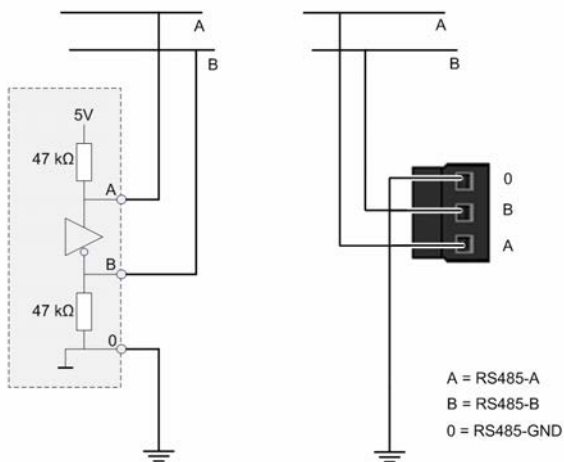 A
B
5V
47 kΩ
A
B
47 kΩ
0
A
B
0
B
A
A = RS485-A
B = RS485-B
0 = RS485-GND